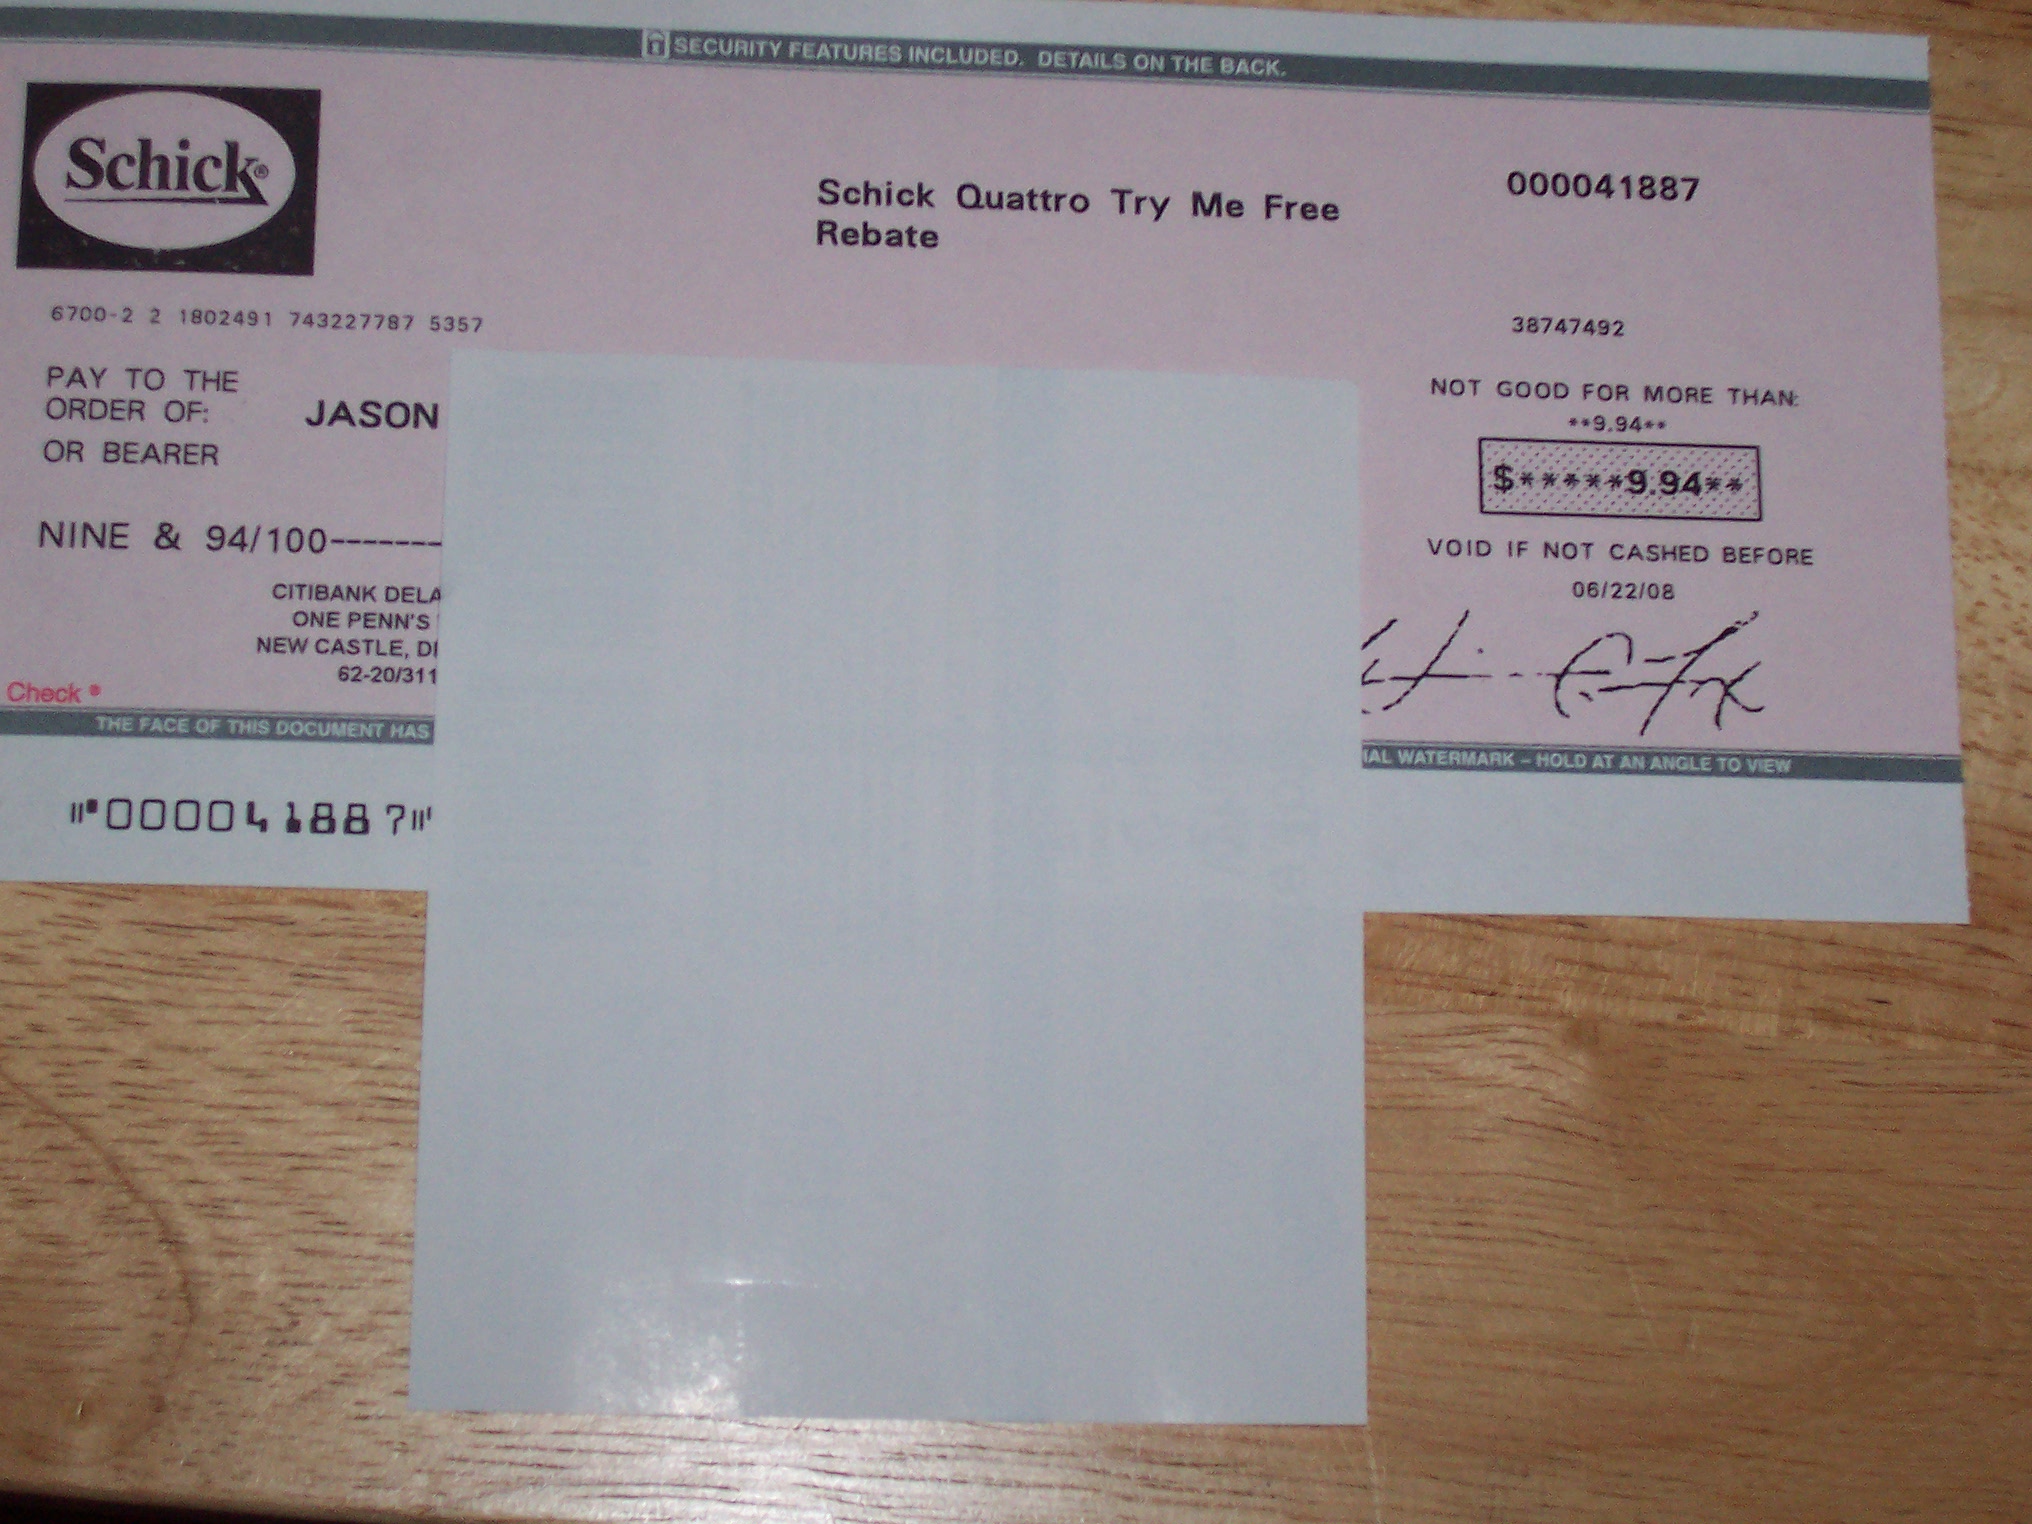 SECURITY FEATURES INCLUDED. DETAILS ON THE BACK.
Schick®
Schick Quattro Try Me Free
Rebate
000041887
6700-2 2 1802491 743227787 5357
38747492
PAY TO THE
ORDER OF: JASON
OR BEARER
NOT GOOD FOR MORE THAN:
**9.94**
$*****9.94**
NINE & 94/100-------
VOID IF NOT CASHED BEFORE
06/22/08
CITIBANK DELA
ONE PENN'S
NEW CASTLE, D
62-20/311
Check
THE FACE OF THIS DOCUMENT HAS
IAL WATERMARK – HOLD AT AN ANGLE TO VIEW
⑈000041887⑈